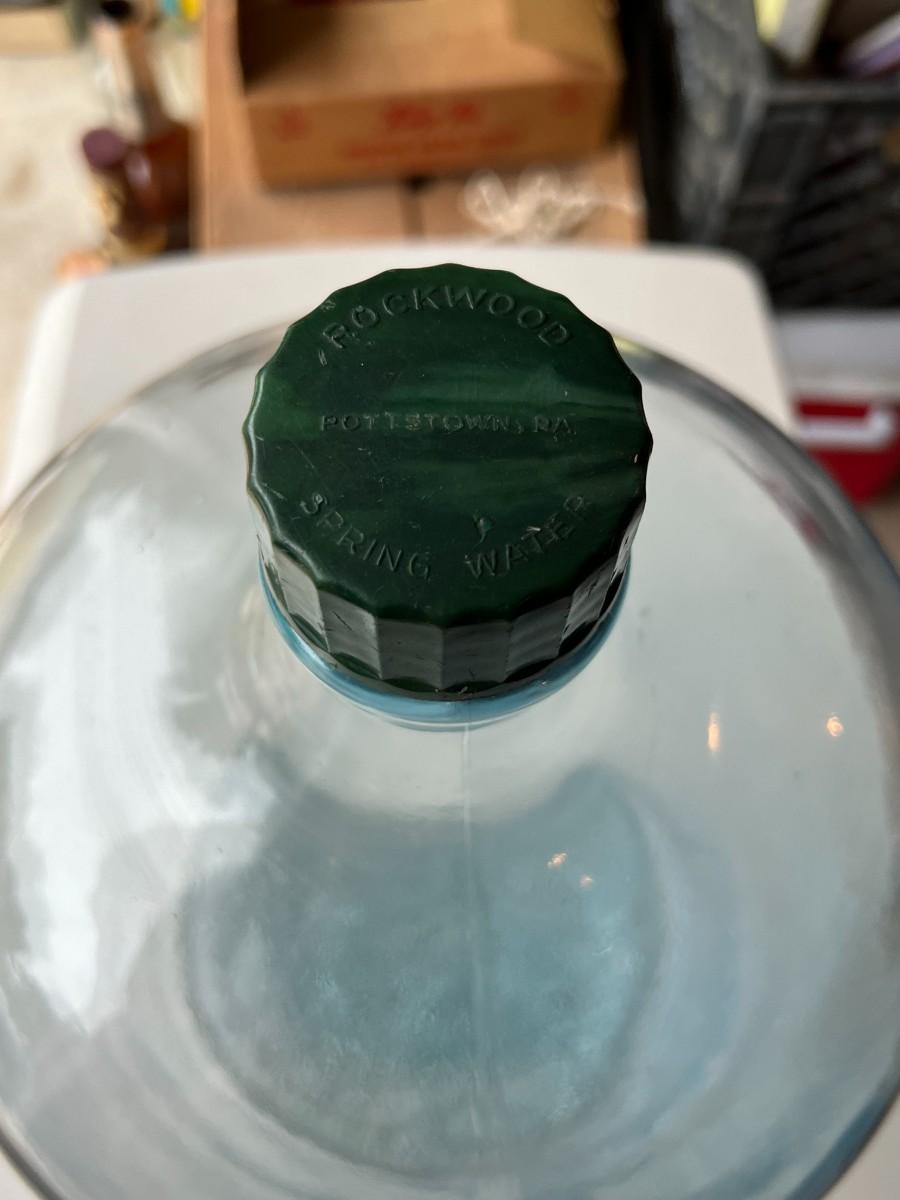 ROCKWOOD
POTTSTOWN, PA.
SPRING WATER